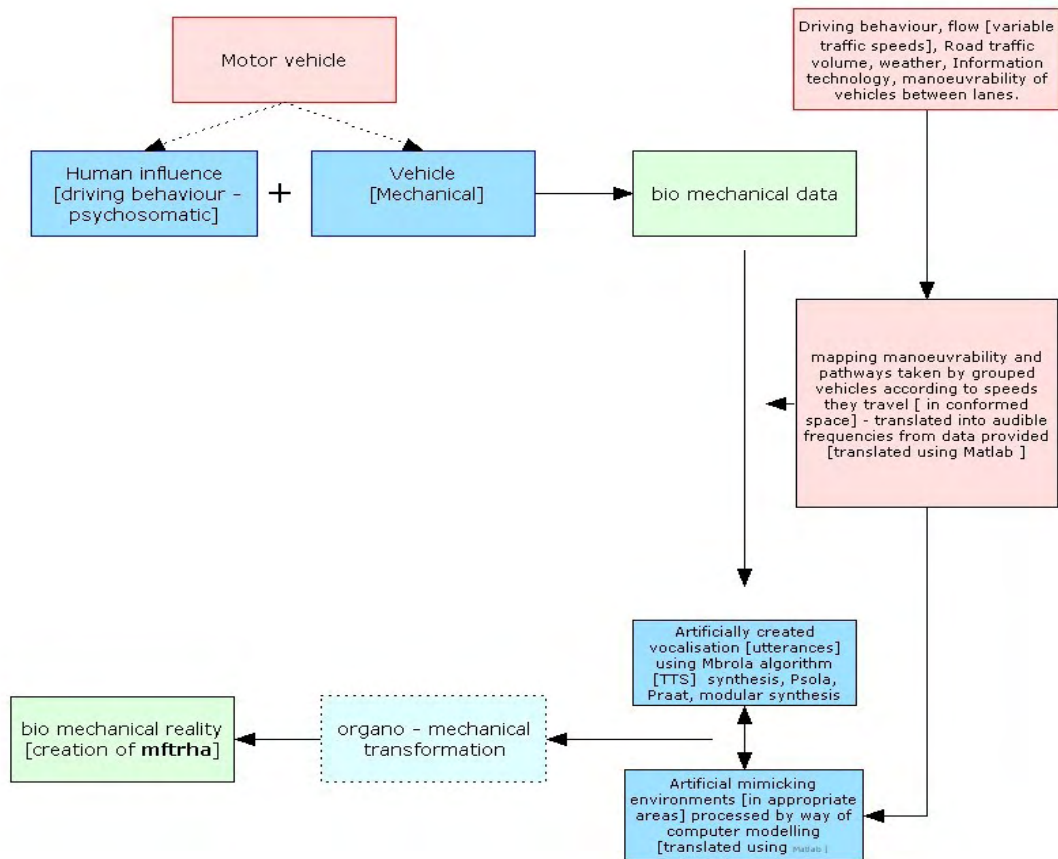 Motor vehicle
Driving behaviour, flow [variable
traffic speeds], Road traffic
volume, weather, Information
technology, manoeuvrability of
vehicles between lanes.
Human influence
[driving behaviour –
psychosomatic]
+
Vehicle
[Mechanical]
bio mechanical data
mapping manoeuvrability and
pathways taken by grouped
vehicles according to speeds
they travel [ in conformed
space] - translated into audible
frequencies from data provided
[translated using Matlab ]
Artificially created
vocalisation [utterances]
using Mbrola algorithm
[TTS] synthesis, Psola,
Praat, modular synthesis
bio mechanical reality
[creation of mftrha]
organo – mechanical
transformation
Artificial mimicking
environments [in appropriate
areas] processed by way of
computer modelling
[translated using Matlab ]